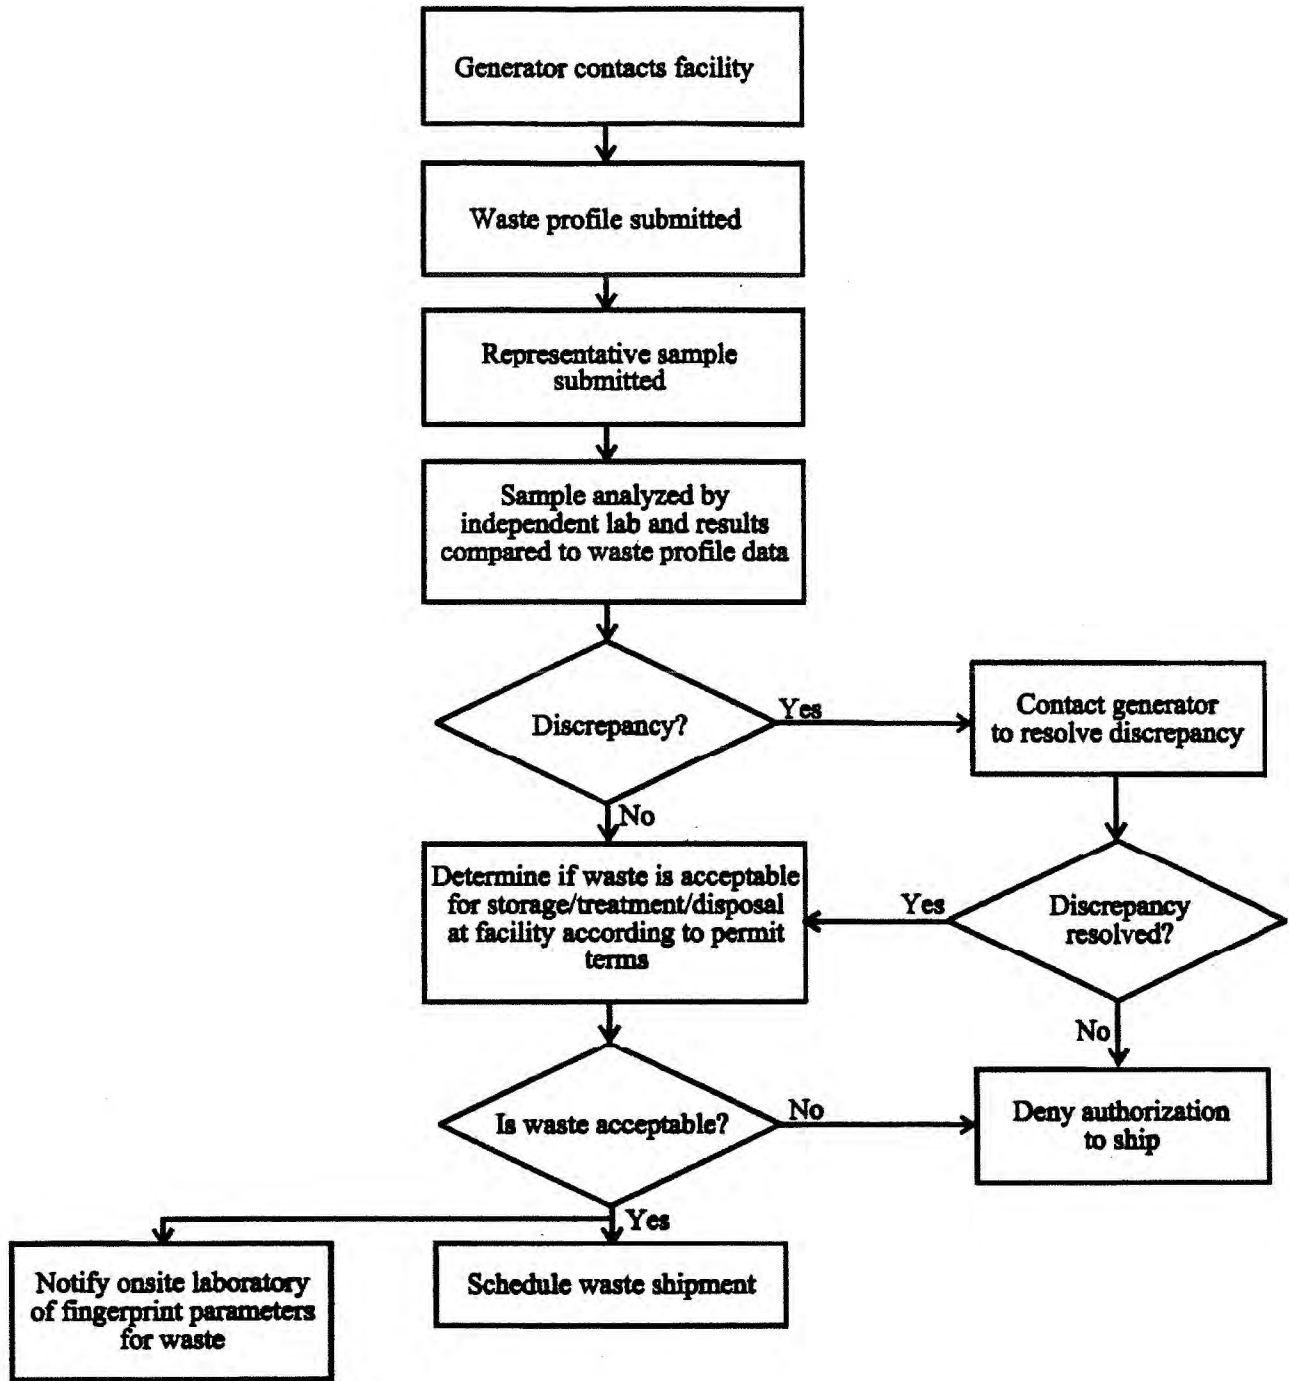 Generator contacts facility
Waste profile submitted
Representative sample
submitted
Sample analyzed by
independent lab and results
compared to waste profile data
Discrepancy?
Yes
Contact generator
to resolve discrepancy
No
Determine if waste is acceptable
for storage/treatment/disposal
at facility according to permit
terms
Yes
Discrepancy
resolved?
No
Is waste acceptable?
No
Deny authorization
to ship
Yes
Notify onsite laboratory
of fingerprint parameters
for waste
Schedule waste shipment